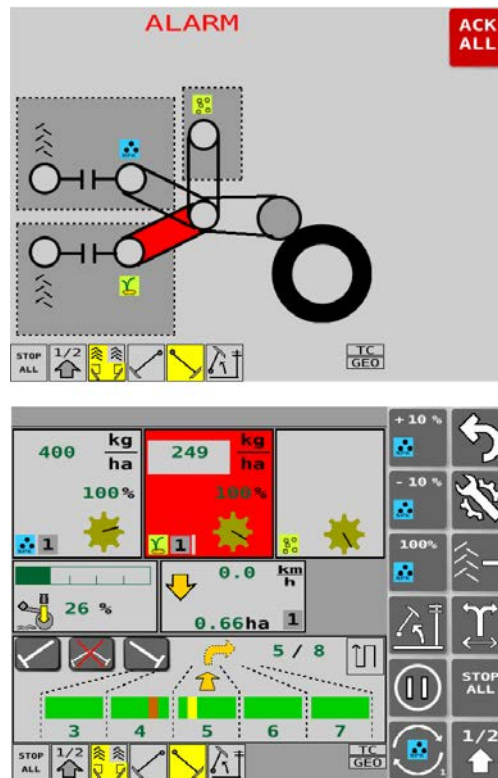 ALARM
ACK
ALL
NPK
STOP
ALL
1/2
TC
GEO
400 kg/ha
249 kg/ha
100%
100%
1
1
+10 %
- 10 %
100%
26 %
0.0 km/h
0.66ha 1
5 / 8
3 4 5 6 7
STOP
ALL
1/2
1
STOP
ALL
1/2
TC
GEO